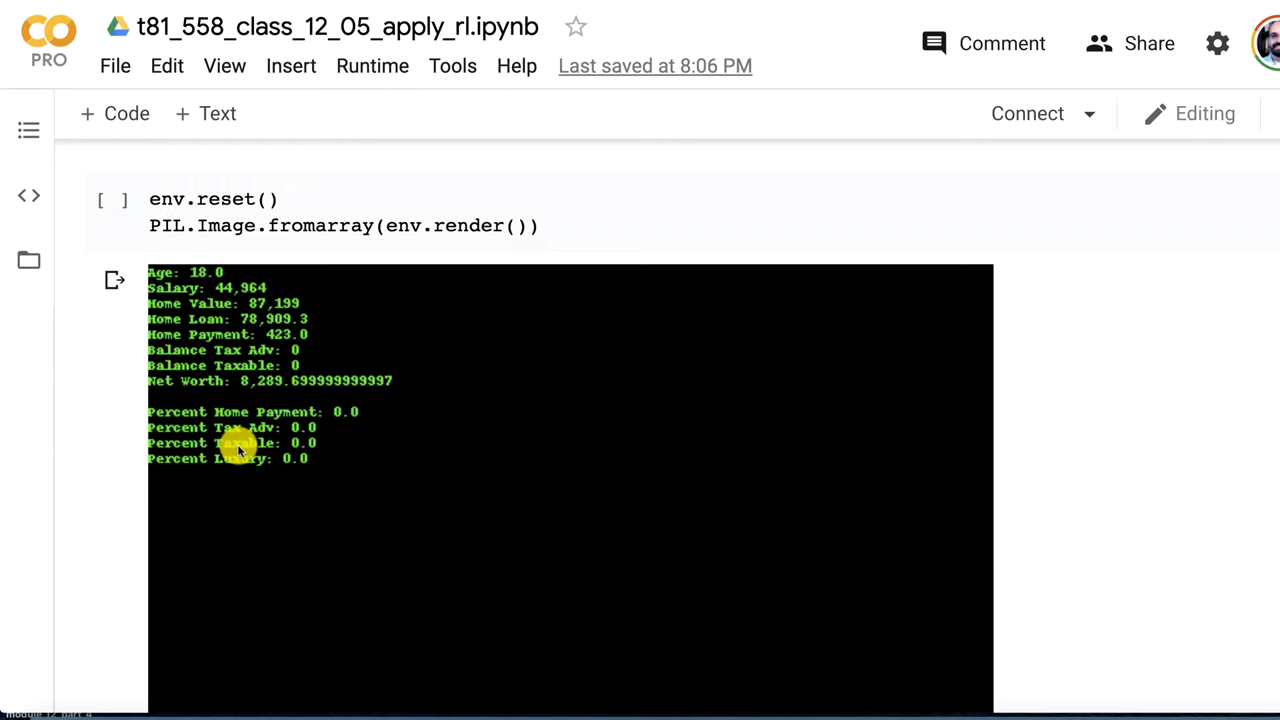 t81_558_class_12_05_apply_rl.ipynb
PRO
File Edit View Insert Runtime Tools Help Last saved at 8:06 PM
Comment Share
+ Code + Text
Connect Editing
[ ] env.reset()
PIL.Image.fromarray(env.render())
Age: 18.0
Salary: 44,964
Home Value: 87,199
Home Loan: 78,909.3
Home Payment: 423.0
Balance Tax Adv: 0
Balance Taxable: 0
Net Worth: 8,289.699999999997
Percent Home Payment: 0.0
Percent Tax Adv: 0.0
Percent Taxable: 0.0
Percent Luxury: 0.0
module 12, part 4